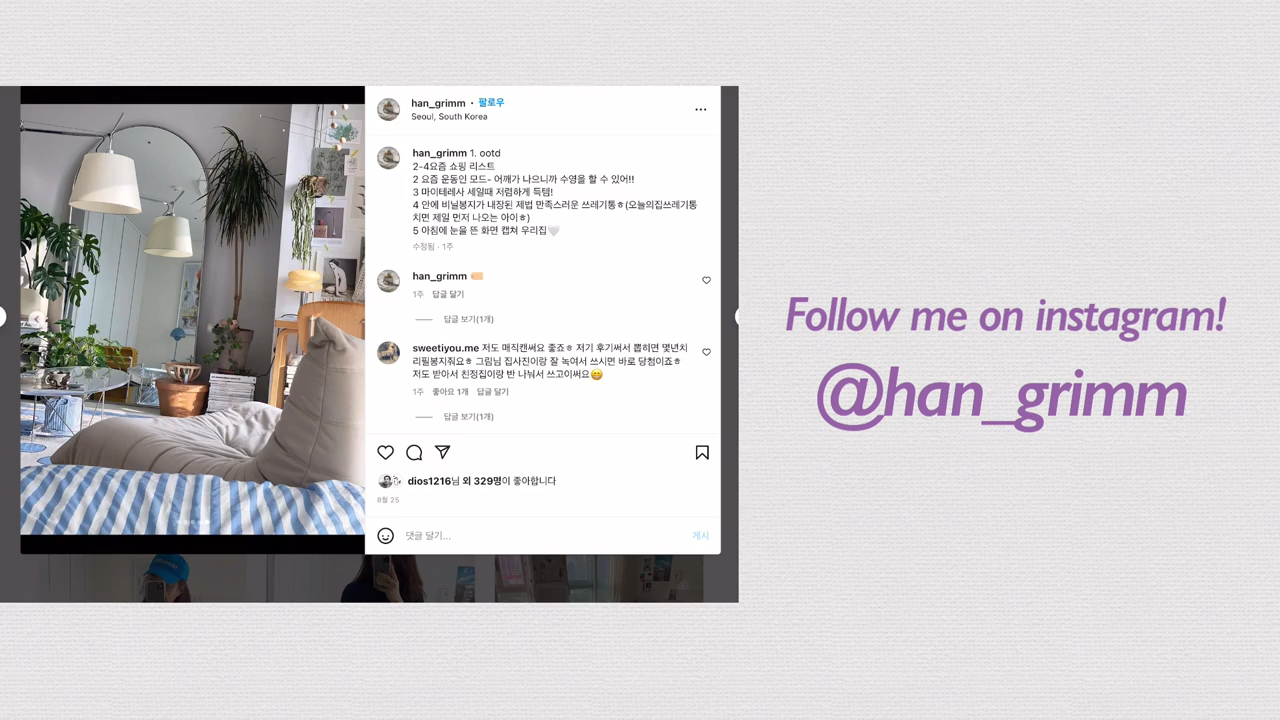 han_grimm • 팔로우
Seoul, South Korea
han_grimm 1. ootd
2-4요즘 쇼핑 리스트
2 요즘 운동인 모드- 어깨가 나으니까 수영을 할 수 있어!!
3 마이테레사 세일때 저렴하게 득템!
4 안에 비닐봉지가 내장된 제법 만족스러운 쓰레기통ㅎ(오늘의집쓰레기통
치면 제일 먼저 나오는 아이ㅎ)
5 아침에 눈을 뜬 화면 캡쳐 우리집🤍
수정됨 · 1주
han_grimm
1주 답글 달기
답글 보기(1개)
sweetiyou.me 저도 매직캔써요 좋죠ㅎ 저기 후기써서 뽑히면 몇년치
리필봉지줘요ㅎ 그림님 집사진이랑 잘 녹여서 쓰시면 바로 당첨이죠ㅎ
저도 받아서 친정집이랑 반 나눠서 쓰고이써요😄
1주 좋아요 1개 답글 달기
답글 보기(1개)
dios1216님 외 329명이 좋아합니다
8월 25
댓글 달기...
게시
Follow me on instagram!
@han_grimm